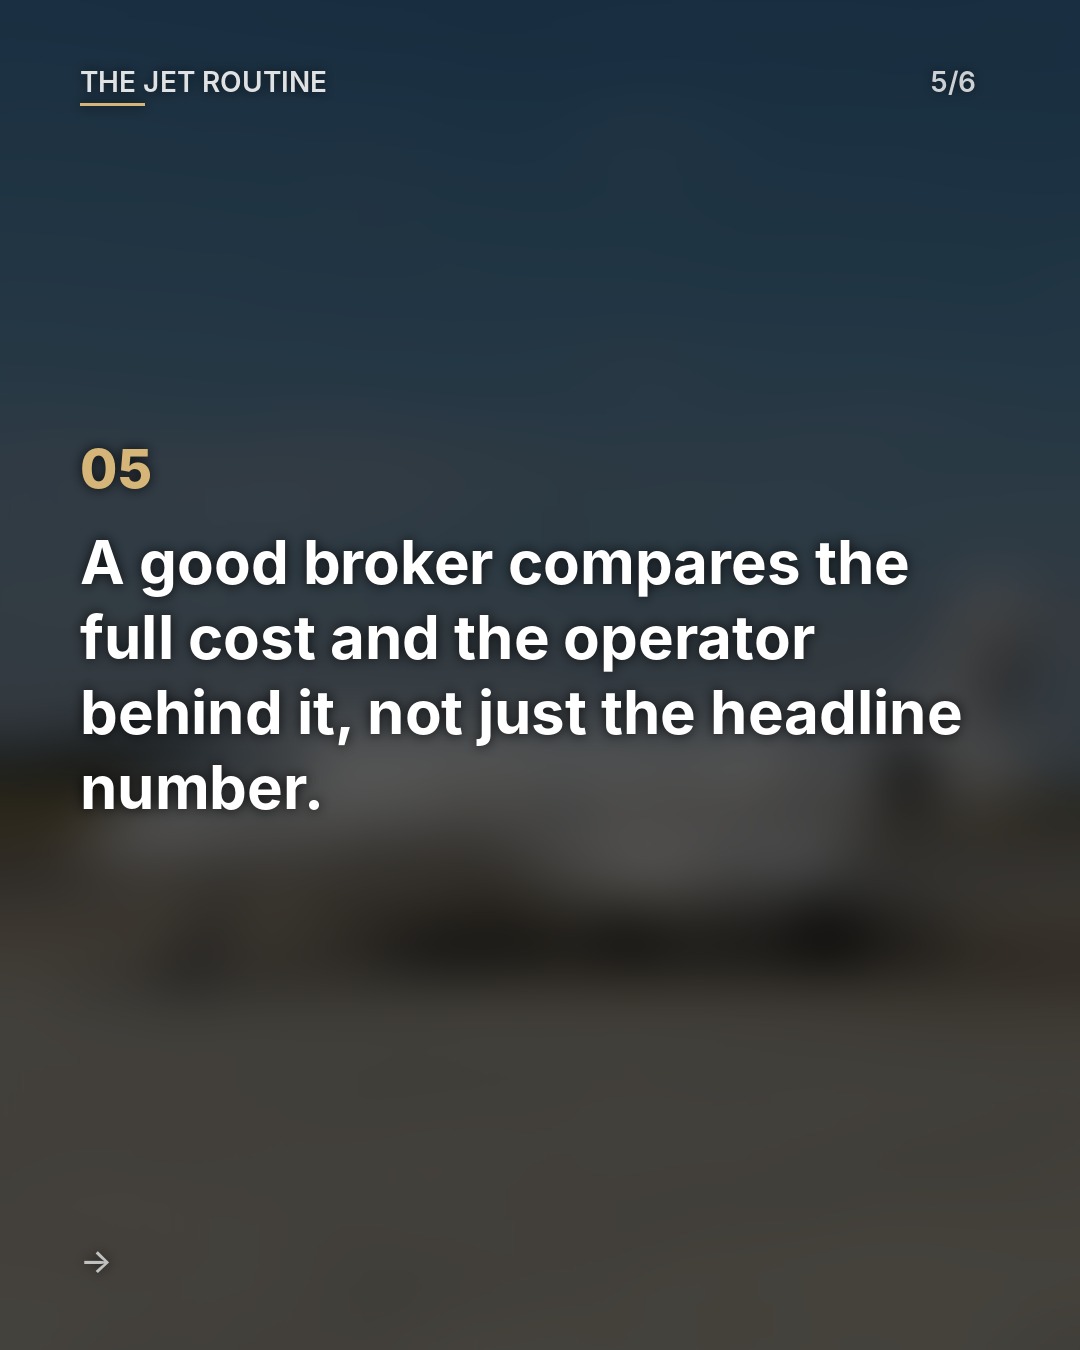 THE JET ROUTINE
5/6
05
A good broker compares the
full cost and the operator
behind it, not just the headline
number.
→